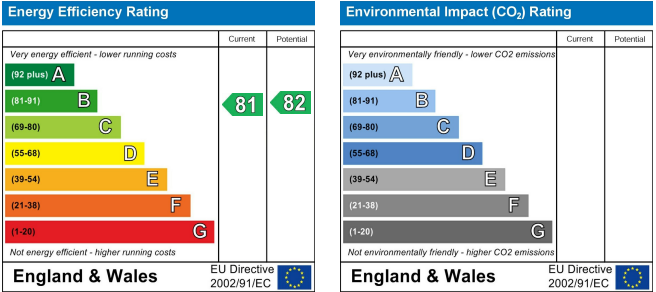 Energy Efficiency Rating
Current Potential
Very energy efficient - lower running costs
(92 plus) A
(81-91) B
81 82
(69-80) C
(55-68) D
(39-54) E
(21-38) F
(1-20) G
Not energy efficient - higher running costs
England & Wales
EU Directive
2002/91/EC
Environmental Impact (CO₂) Rating
Current Potential
Very environmentally friendly - lower CO2 emissions
(92 plus) A
(81-91) B
(69-80) C
(55-68) D
(39-54) E
(21-38) F
(1-20) G
Not environmentally friendly - higher CO2 emissions
England & Wales
EU Directive
2002/91/EC